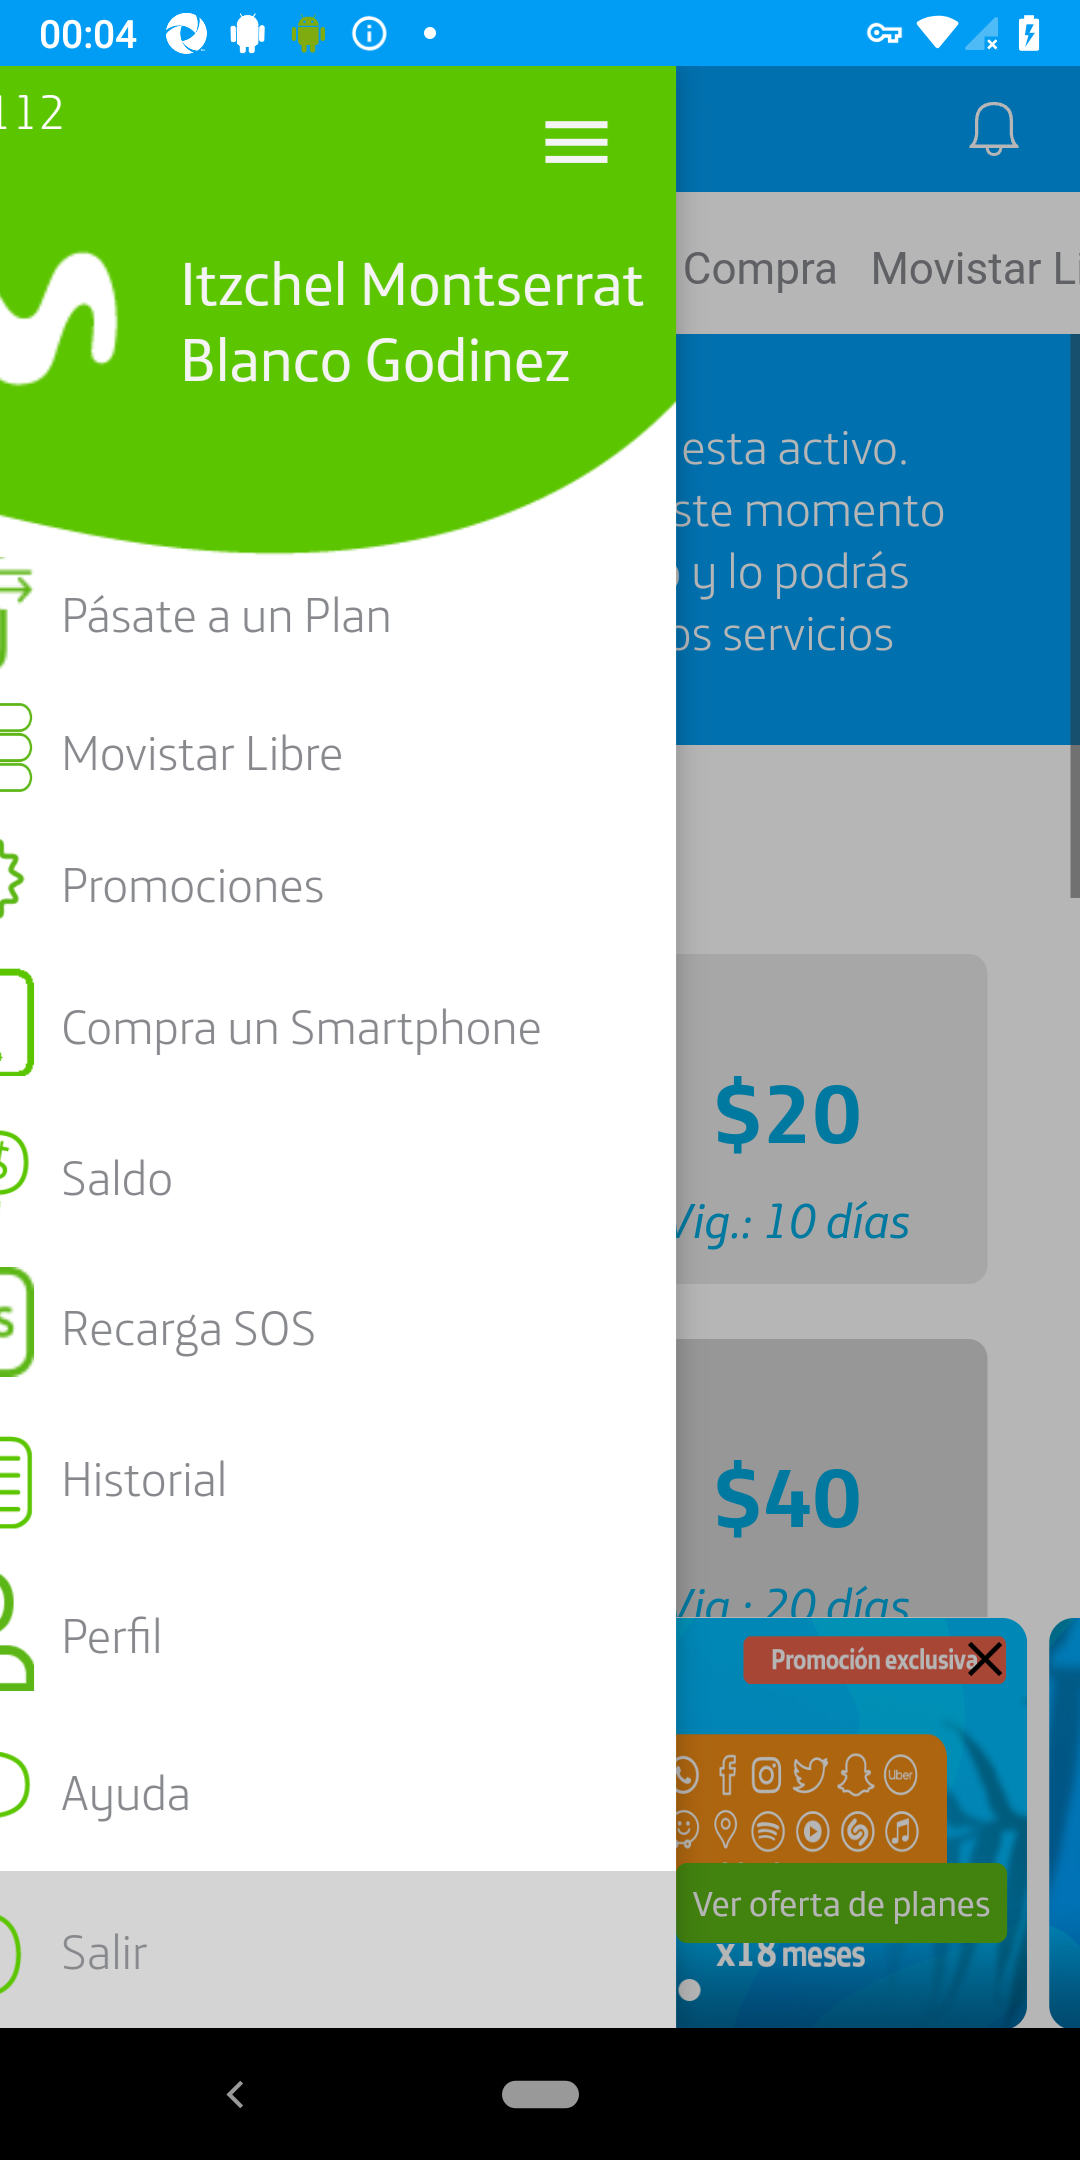 00:04
112
Itzchel Montserrat
Blanco Godinez
Pásate a un Plan
Movistar Libre
Promociones
Compra un Smartphone
Saldo
Recarga SOS
Historial
Perfil
Ayuda
Salir
Compra Movistar Li
esta activo.
ste momento
y lo podrás
os servicios
$20
Vig.: 10 días
$40
Vig.: 20 días
Promoción exclusiva
Uber
Ver oferta de planes
x18 meses